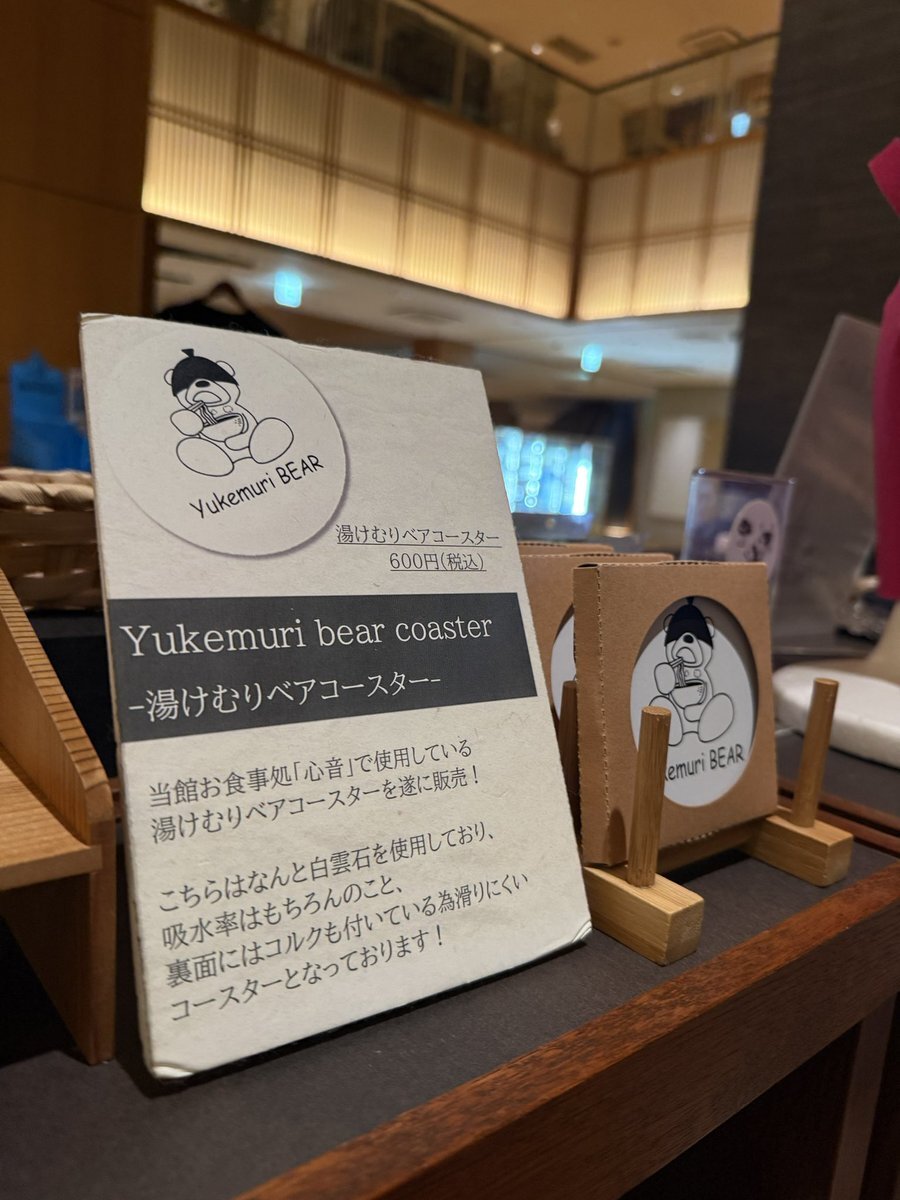 Yukemuri BEAR
湯けむりベアコースター
600円(税込)
Yukemuri bear coaster
-湯けむりベアコースター-
当館お食事処「心音」で使用している
湯けむりベアコースターを遂に販売！
こちらはなんと白雲石を使用しており、
吸水率はもちろんのこと、
裏面にはコルクも付いている為滑りにくい
コースターとなっております！
kemuri BEAR